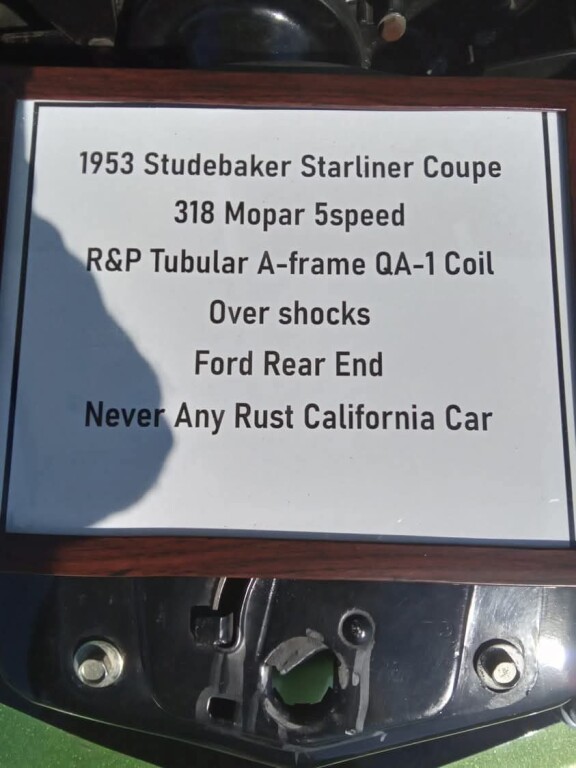 1953 Studebaker Starliner Coupe
318 Mopar 5speed
R&P Tubular A-frame QA-1 Coil
Over shocks
Ford Rear End
Never Any Rust California Car